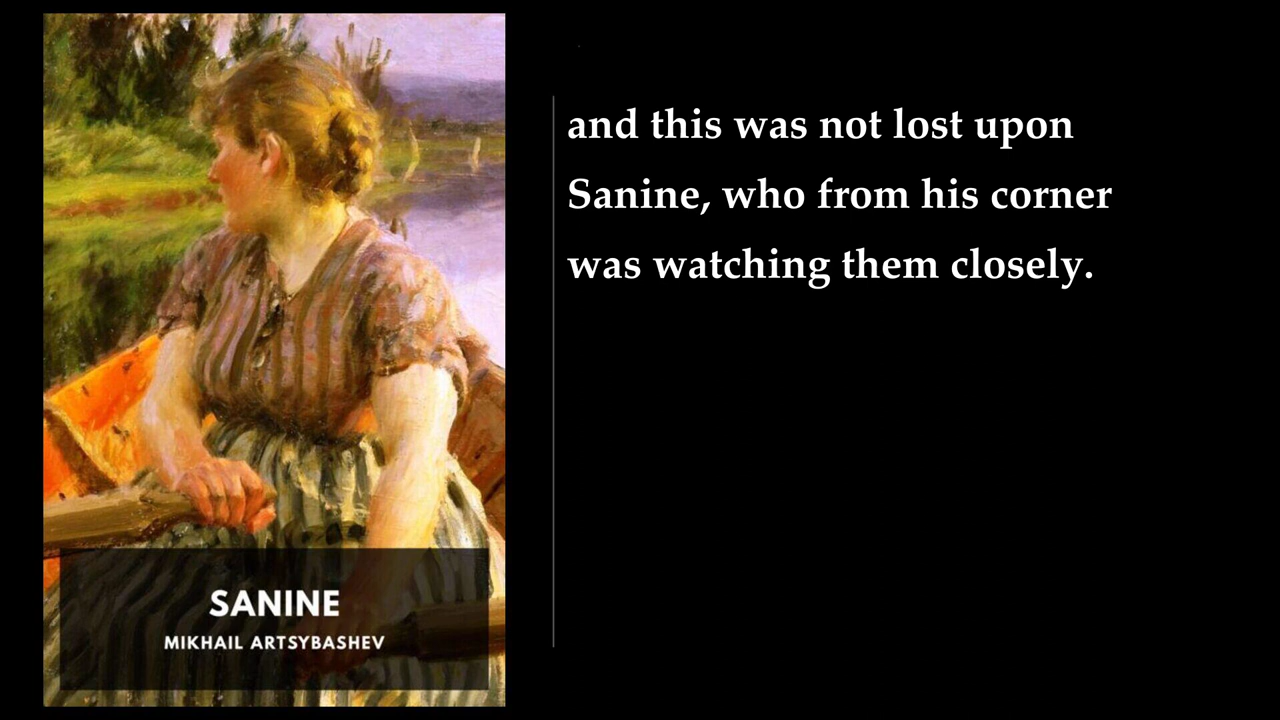 and this was not lost upon
Sanine, who from his corner
was watching them closely.
SANINE
MIKHAIL ARTSYBASHEV